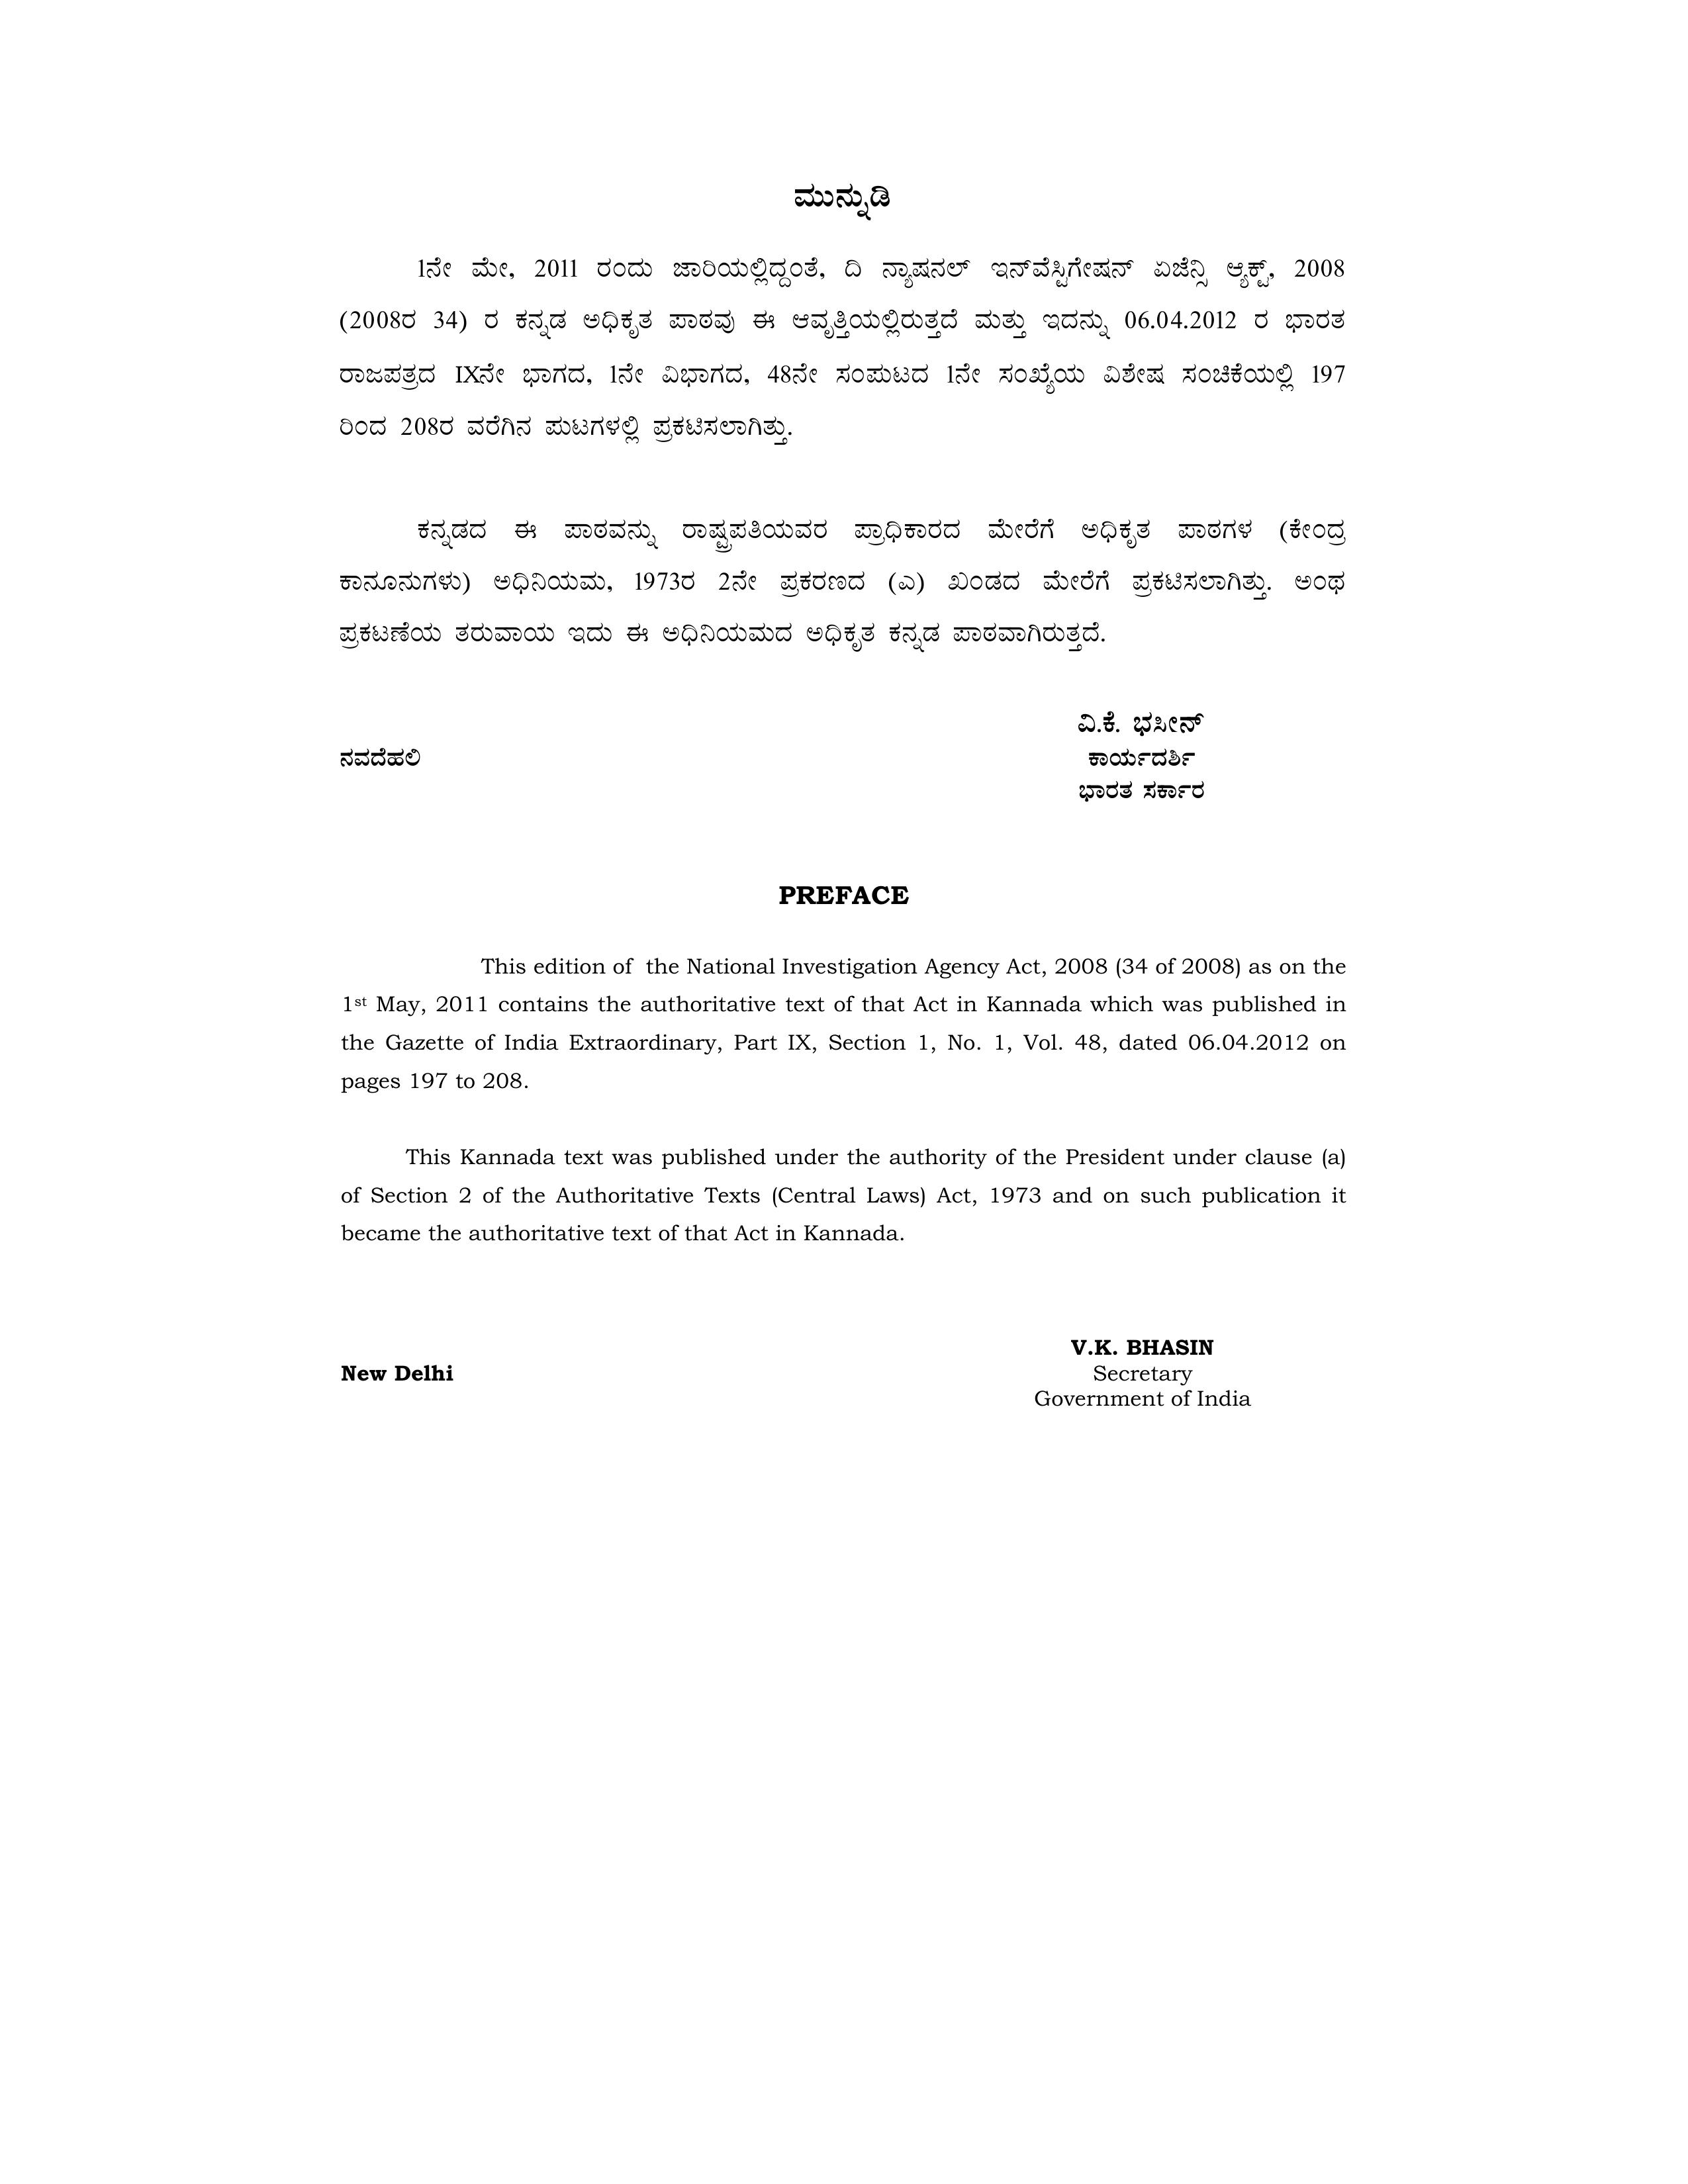 ಮುನ್ನುಡಿ
1ನೇ ಮೇ, 2011 ರಂದು ಜಾರಿಯಲ್ಲಿದ್ದಂತೆ, ದಿ ನ್ಯಾಷನಲ್ ಇನ್‌ವೆಸ್ಟಿಗೇಷನ್ ಏಜೆನ್ಸಿ ಆ್ಯಕ್ಟ್, 2008
(2008ರ 34) ರ ಕನ್ನಡ ಅಧಿಕೃತ ಪಾಠವು ಈ ಆವೃತ್ತಿಯಲ್ಲಿರುತ್ತದೆ ಮತ್ತು ಇದನ್ನು 06.04.2012 ರ ಭಾರತ
ರಾಜಪತ್ರದ IXನೇ ಭಾಗದ, 1ನೇ ವಿಭಾಗದ, 48ನೇ ಸಂಪುಟದ 1ನೇ ಸಂಖ್ಯೆಯ ವಿಶೇಷ ಸಂಚಿಕೆಯಲ್ಲಿ 197
ರಿಂದ 208ರ ವರೆಗಿನ ಪುಟಗಳಲ್ಲಿ ಪ್ರಕಟಿಸಲಾಗಿತ್ತು.
ಕನ್ನಡದ ಈ ಪಾಠವನ್ನು ರಾಷ್ಟ್ರಪತಿಯವರ ಪ್ರಾಧಿಕಾರದ ಮೇರೆಗೆ ಅಧಿಕೃತ ಪಾಠಗಳ (ಕೇಂದ್ರ
ಕಾನೂನುಗಳು) ಅಧಿನಿಯಮ, 1973ರ 2ನೇ ಪ್ರಕರಣದ (ಎ) ಖಂಡದ ಮೇರೆಗೆ ಪ್ರಕಟಿಸಲಾಗಿತ್ತು. ಅಂಥ
ಪ್ರಕಟಣೆಯ ತರುವಾಯ ಇದು ಈ ಅಧಿನಿಯಮದ ಅಧಿಕೃತ ಕನ್ನಡ ಪಾಠವಾಗಿರುತ್ತದೆ.
ವಿ.ಕೆ. ಭಸೀನ್
ನವದೆಹಲಿ ಕಾರ್ಯದರ್ಶಿ
ಭಾರತ ಸರ್ಕಾರ
PREFACE
This edition of the National Investigation Agency Act, 2008 (34 of 2008) as on the
1st May, 2011 contains the authoritative text of that Act in Kannada which was published in
the Gazette of India Extraordinary, Part IX, Section 1, No. 1, Vol. 48, dated 06.04.2012 on
pages 197 to 208.
This Kannada text was published under the authority of the President under clause (a)
of Section 2 of the Authoritative Texts (Central Laws) Act, 1973 and on such publication it
became the authoritative text of that Act in Kannada.
V.K. BHASIN
New Delhi Secretary
Government of India